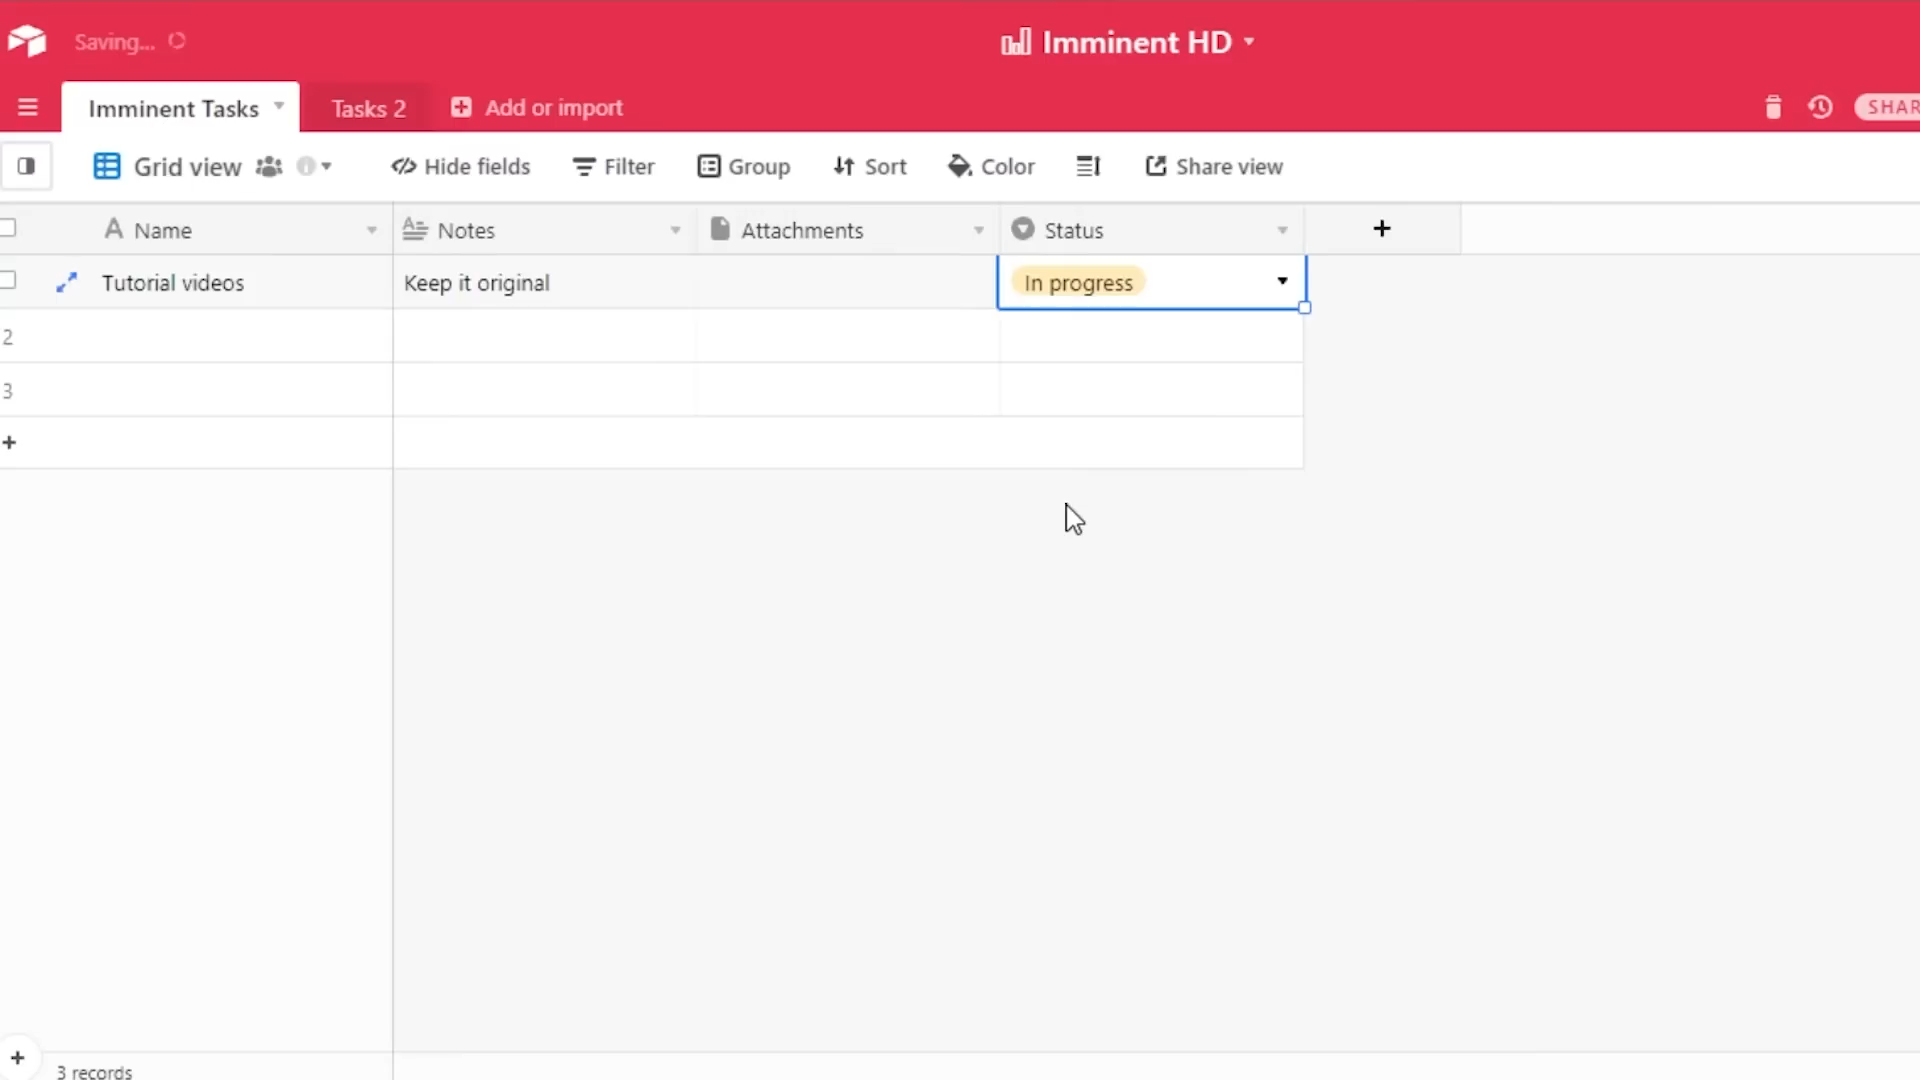 Saving...
Imminent HD
Imminent Tasks
Tasks 2
Add or import
SHAR
Grid view
Hide fields
Filter
Group
Sort
Color
Share view
Name
Notes
Attachments
Status
Tutorial videos
Keep it original
In progress
2
3
3 records